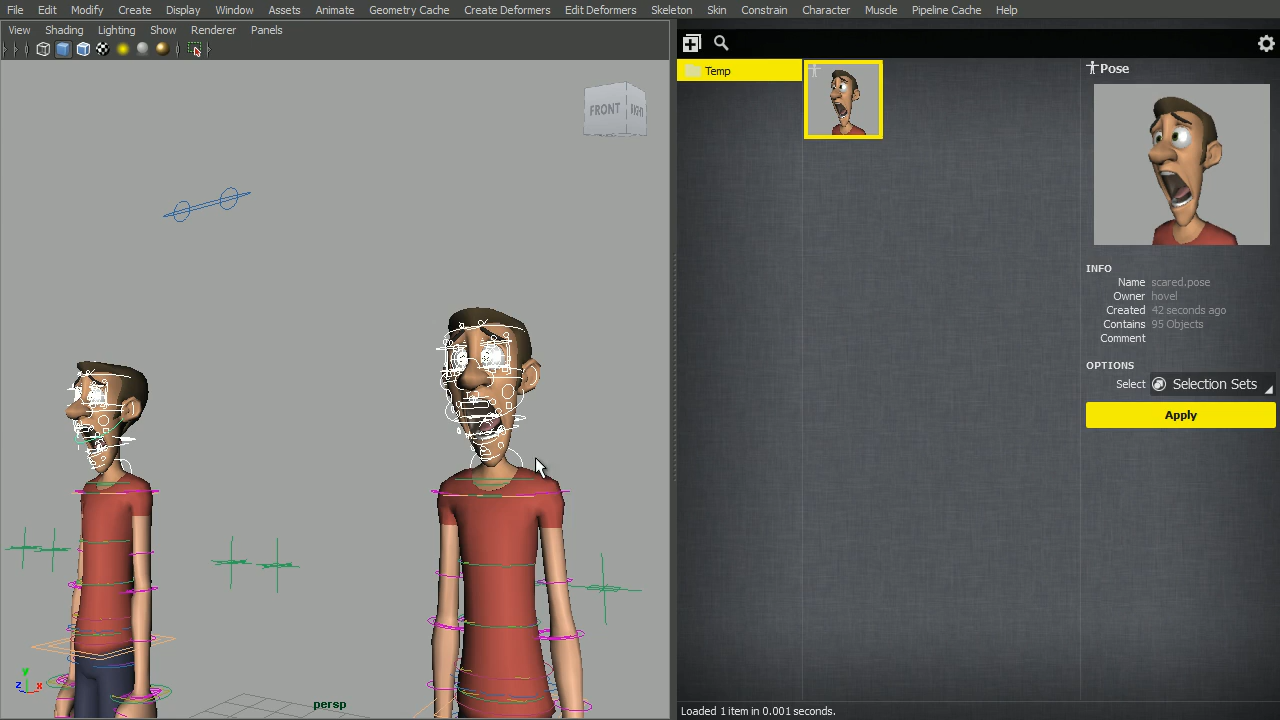 File Edit Modify Create Display Window Assets Animate Geometry Cache Create Deformers Edit Deformers Skeleton Skin Constrain Character Muscle Pipeline Cache Help
View Shading Lighting Show Renderer Panels
Temp
Pose
FRONT RIGHT
INFO
Name scared.pose
Owner hovel
Created 42 seconds ago
Contains 95 Objects
Comment
OPTIONS
Select Selection Sets
Apply
y
z x
persp
Loaded 1 item in 0.001 seconds.